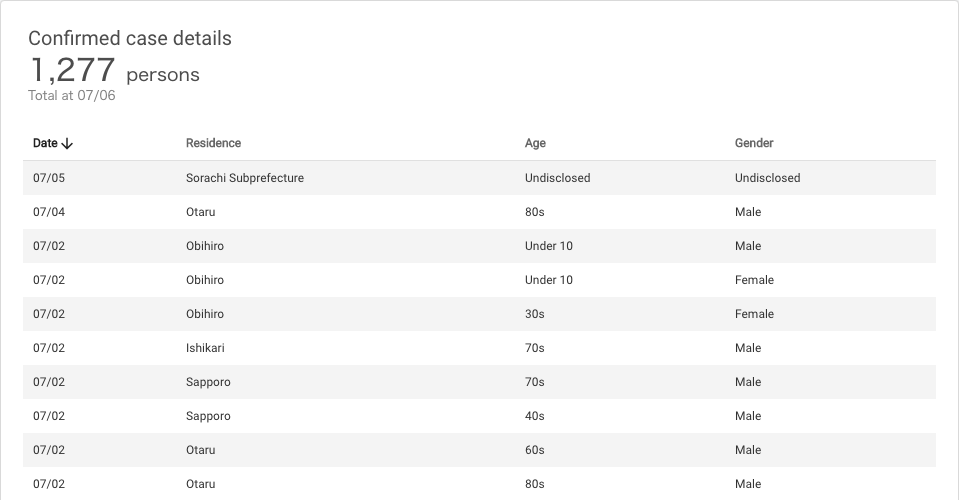 Confirmed case details
1,277 persons
Total at 07/06
Date Residence Age Gender
07/05 Sorachi Subprefecture Undisclosed Undisclosed
07/04 Otaru 80s Male
07/02 Obihiro Under 10 Male
07/02 Obihiro Under 10 Female
07/02 Obihiro 30s Female
07/02 Ishikari 70s Male
07/02 Sapporo 70s Male
07/02 Sapporo 40s Male
07/02 Otaru 60s Male
07/02 Otaru 80s Male